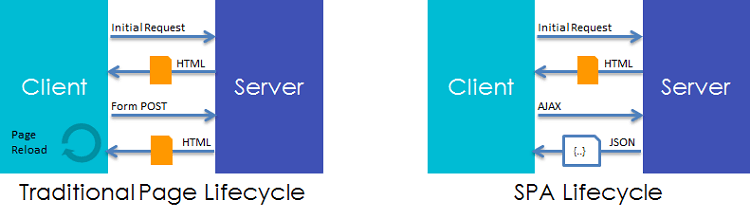 Initial Request
HTML
Client
Server
Form POST
Page
Reload
HTML
Traditional Page Lifecycle
Initial Request
HTML
Client
Server
AJAX
{..}
JSON
SPA Lifecycle